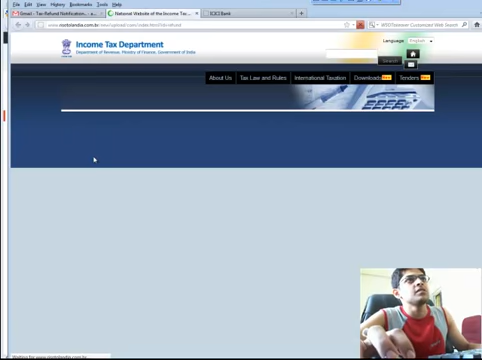 File Edit View History Bookmarks Tools Help
Gmail - Tax-Refund Notification... National Website of the Income Tax... ICICI Bank
Language: English
Income Tax Department
Department of Revenue, Ministry of Finance, Government of India
Search
About Us Tax Law and Rules International Taxation Downloads New Tenders New